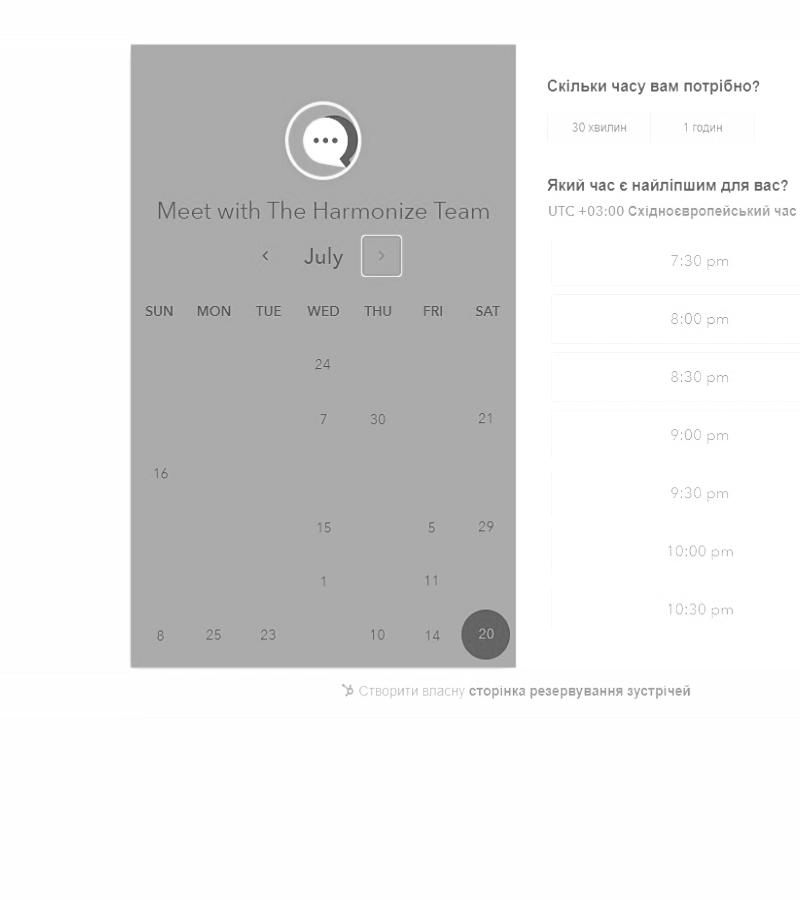 Meet with The Harmonize Team
July
SUN MON TUE WED THU FRI SAT
24
7 30 21
16
15 5 29
1 11
8 25 23 10 14 20
Скільки часу вам потрібно?
30 хвилин 1 годин
Який час є найліпшим для вас?
UTC +03:00 Східноєвропейський час
7:30 pm
8:00 pm
8:30 pm
9:00 pm
9:30 pm
10:00 pm
10:30 pm
Створити власну сторінка резервування зустрічей